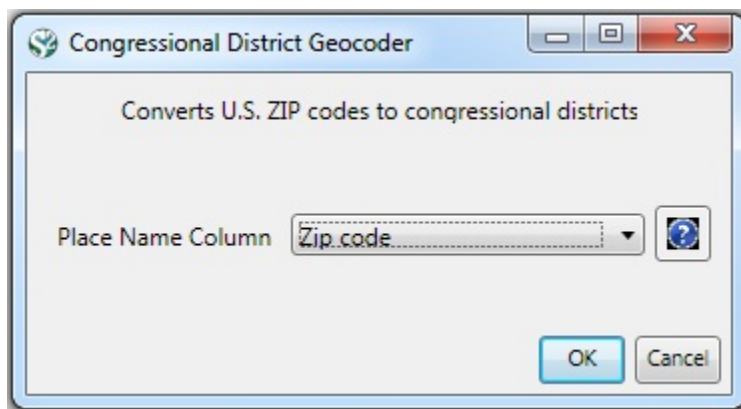 Congressional District Geocoder
Converts U.S. ZIP codes to congressional districts
Place Name Column Zip code
OK Cancel